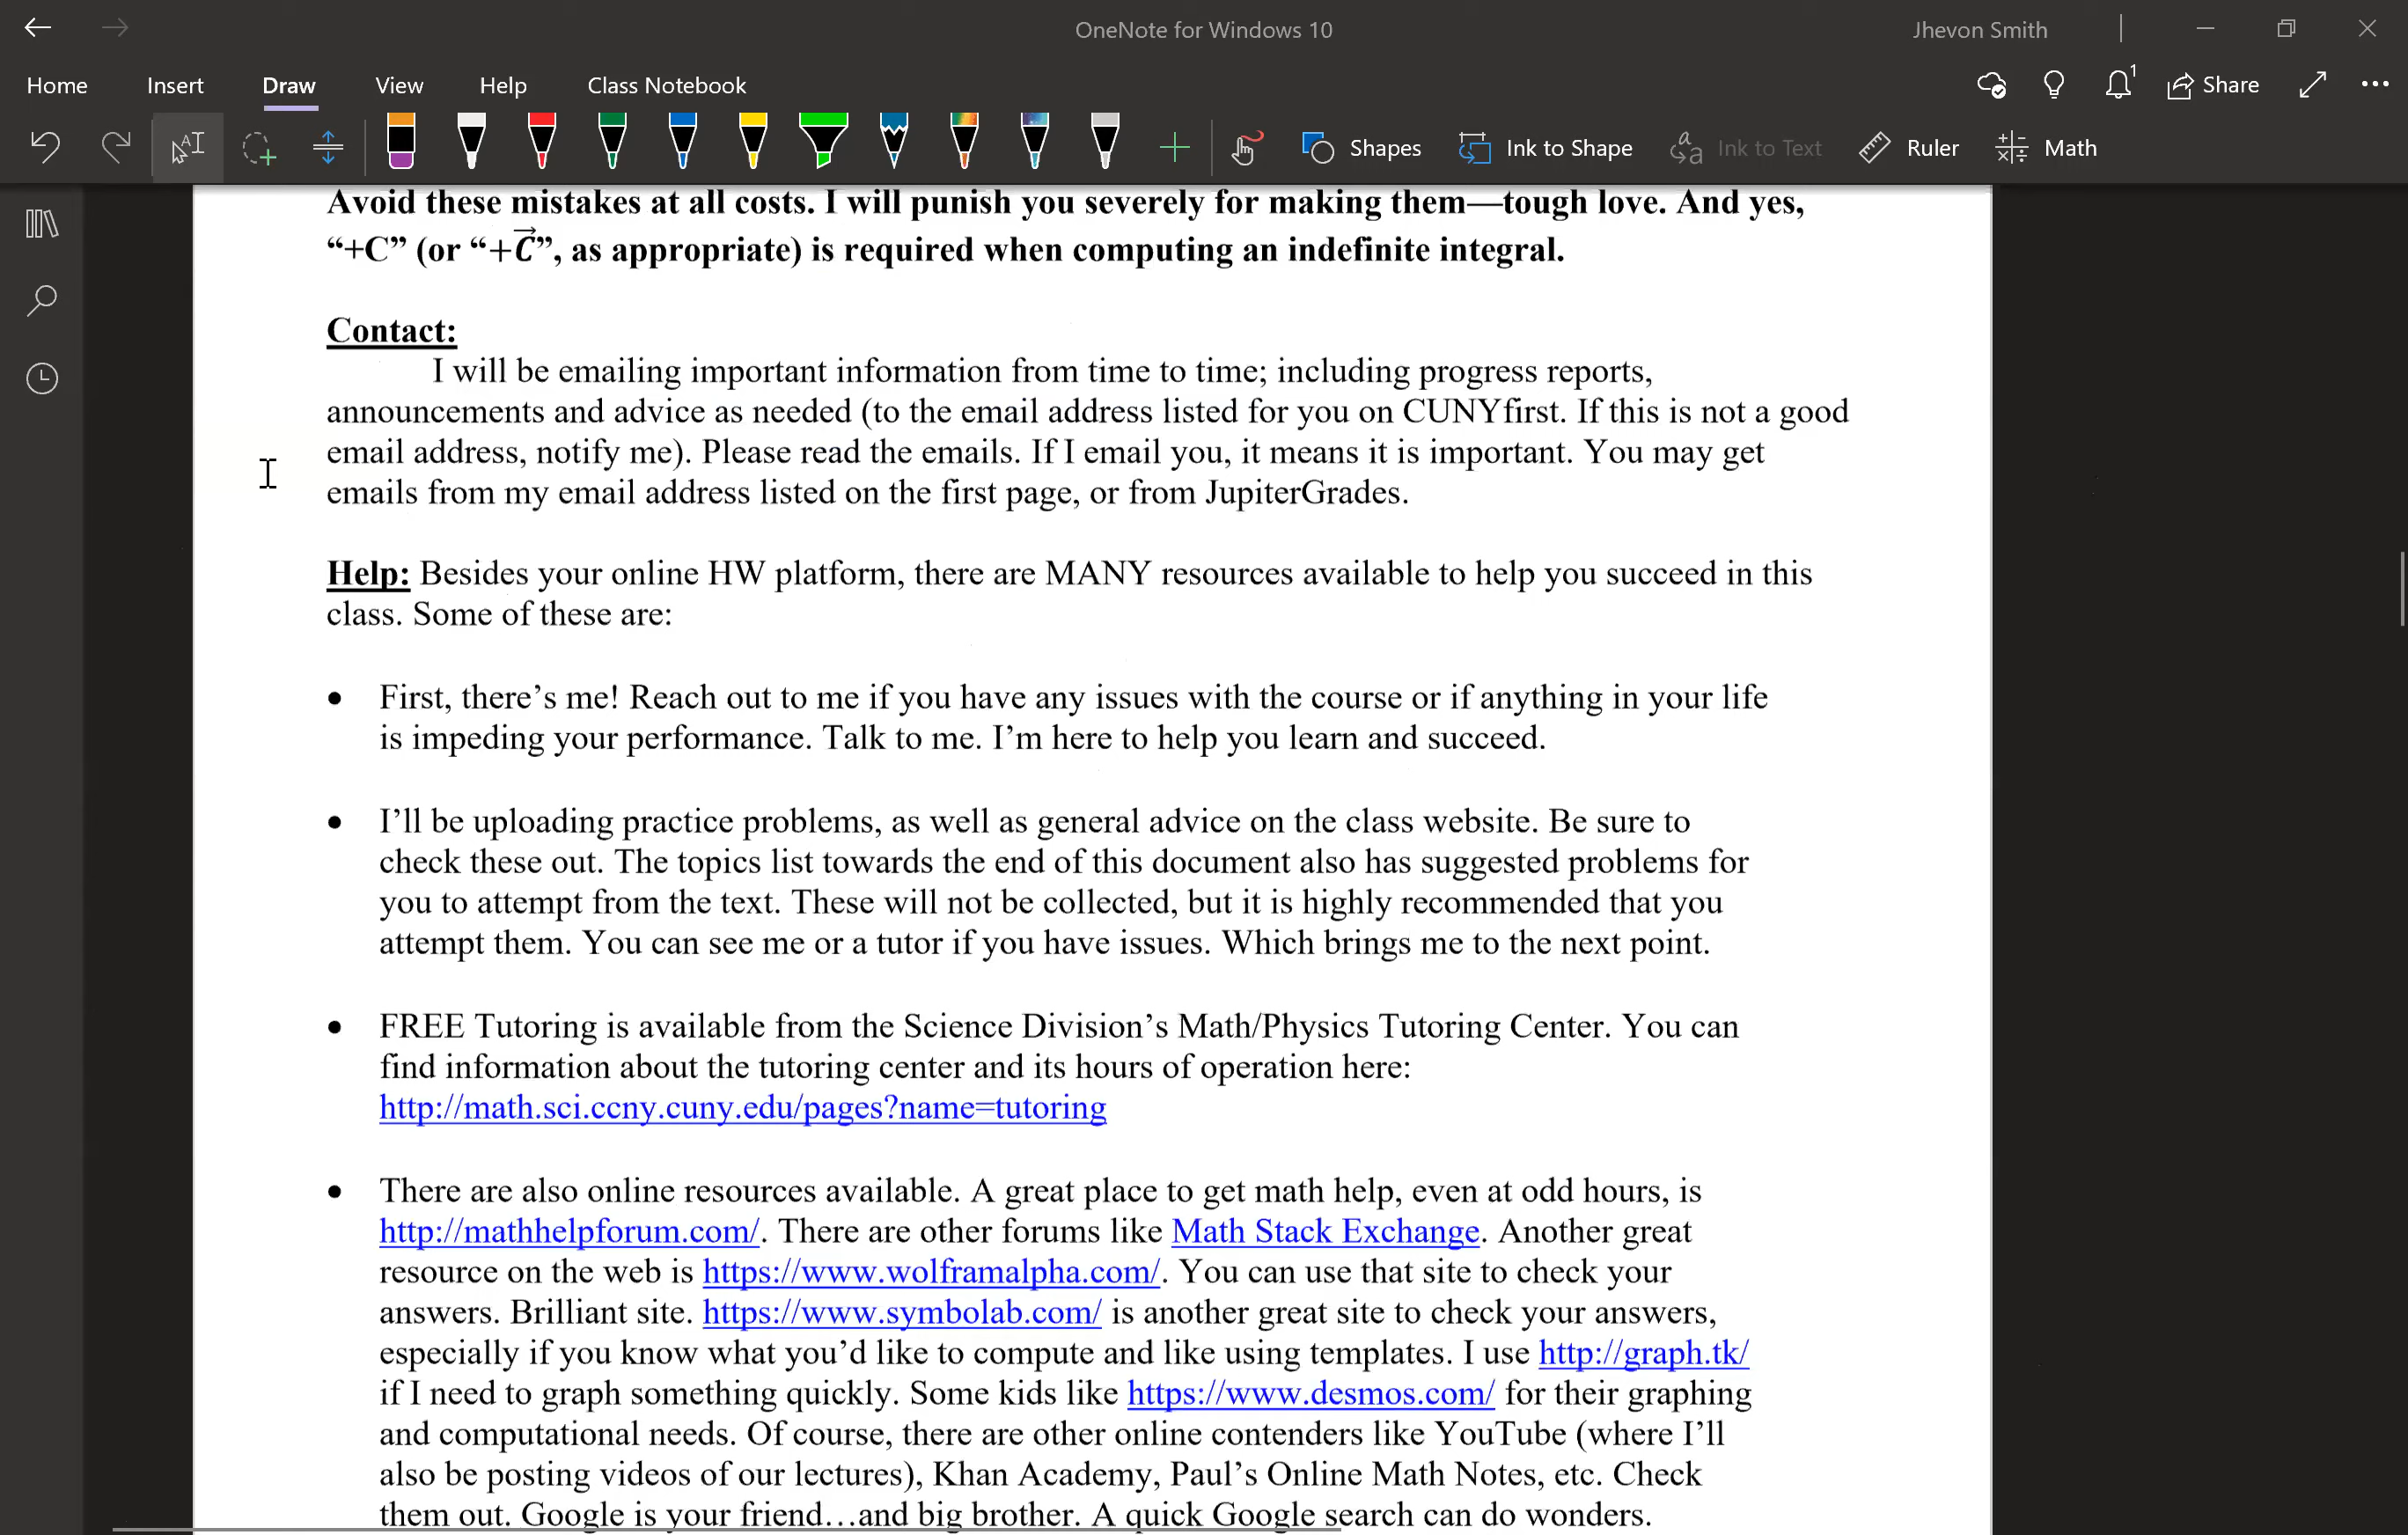 OneNote for Windows 10
Jhevon Smith
Home Insert Draw View Help Class Notebook
1
Share
Shapes Ink to Shape Ink to Text Ruler Math
Avoid these mistakes at all costs. I will punish you severely for making them—tough love. And yes,
“+C” (or “+C⃗”, as appropriate) is required when computing an indefinite integral.
Contact:
I will be emailing important information from time to time; including progress reports,
announcements and advice as needed (to the email address listed for you on CUNYfirst. If this is not a good
email address, notify me). Please read the emails. If I email you, it means it is important. You may get
emails from my email address listed on the first page, or from JupiterGrades.
Help: Besides your online HW platform, there are MANY resources available to help you succeed in this
class. Some of these are:
• First, there’s me! Reach out to me if you have any issues with the course or if anything in your life
is impeding your performance. Talk to me. I’m here to help you learn and succeed.
• I’ll be uploading practice problems, as well as general advice on the class website. Be sure to
check these out. The topics list towards the end of this document also has suggested problems for
you to attempt from the text. These will not be collected, but it is highly recommended that you
attempt them. You can see me or a tutor if you have issues. Which brings me to the next point.
• FREE Tutoring is available from the Science Division’s Math/Physics Tutoring Center. You can
find information about the tutoring center and its hours of operation here:
http://math.sci.ccny.cuny.edu/pages?name=tutoring
• There are also online resources available. A great place to get math help, even at odd hours, is
http://mathhelpforum.com/. There are other forums like Math Stack Exchange. Another great
resource on the web is https://www.wolframalpha.com/. You can use that site to check your
answers. Brilliant site. https://www.symbolab.com/ is another great site to check your answers,
especially if you know what you’d like to compute and like using templates. I use http://graph.tk/
if I need to graph something quickly. Some kids like https://www.desmos.com/ for their graphing
and computational needs. Of course, there are other online contenders like YouTube (where I’ll
also be posting videos of our lectures), Khan Academy, Paul’s Online Math Notes, etc. Check
them out. Google is your friend…and big brother. A quick Google search can do wonders.